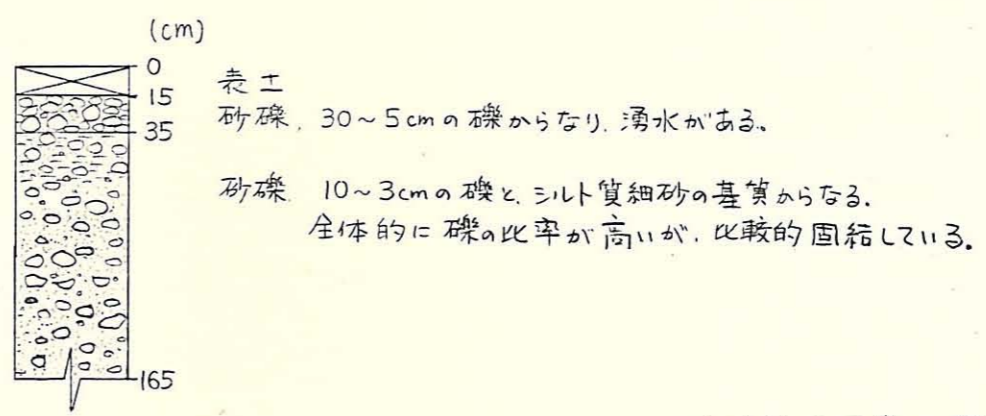 (cm)
0
表土
15
砂礫, 30~5cmの礫からなり, 湧水がある。
35
砂礫 10~3cmの礫と, シルト質細砂の基質からなる.
全体的に礫の比率が高いが, 比較的固結している。
165